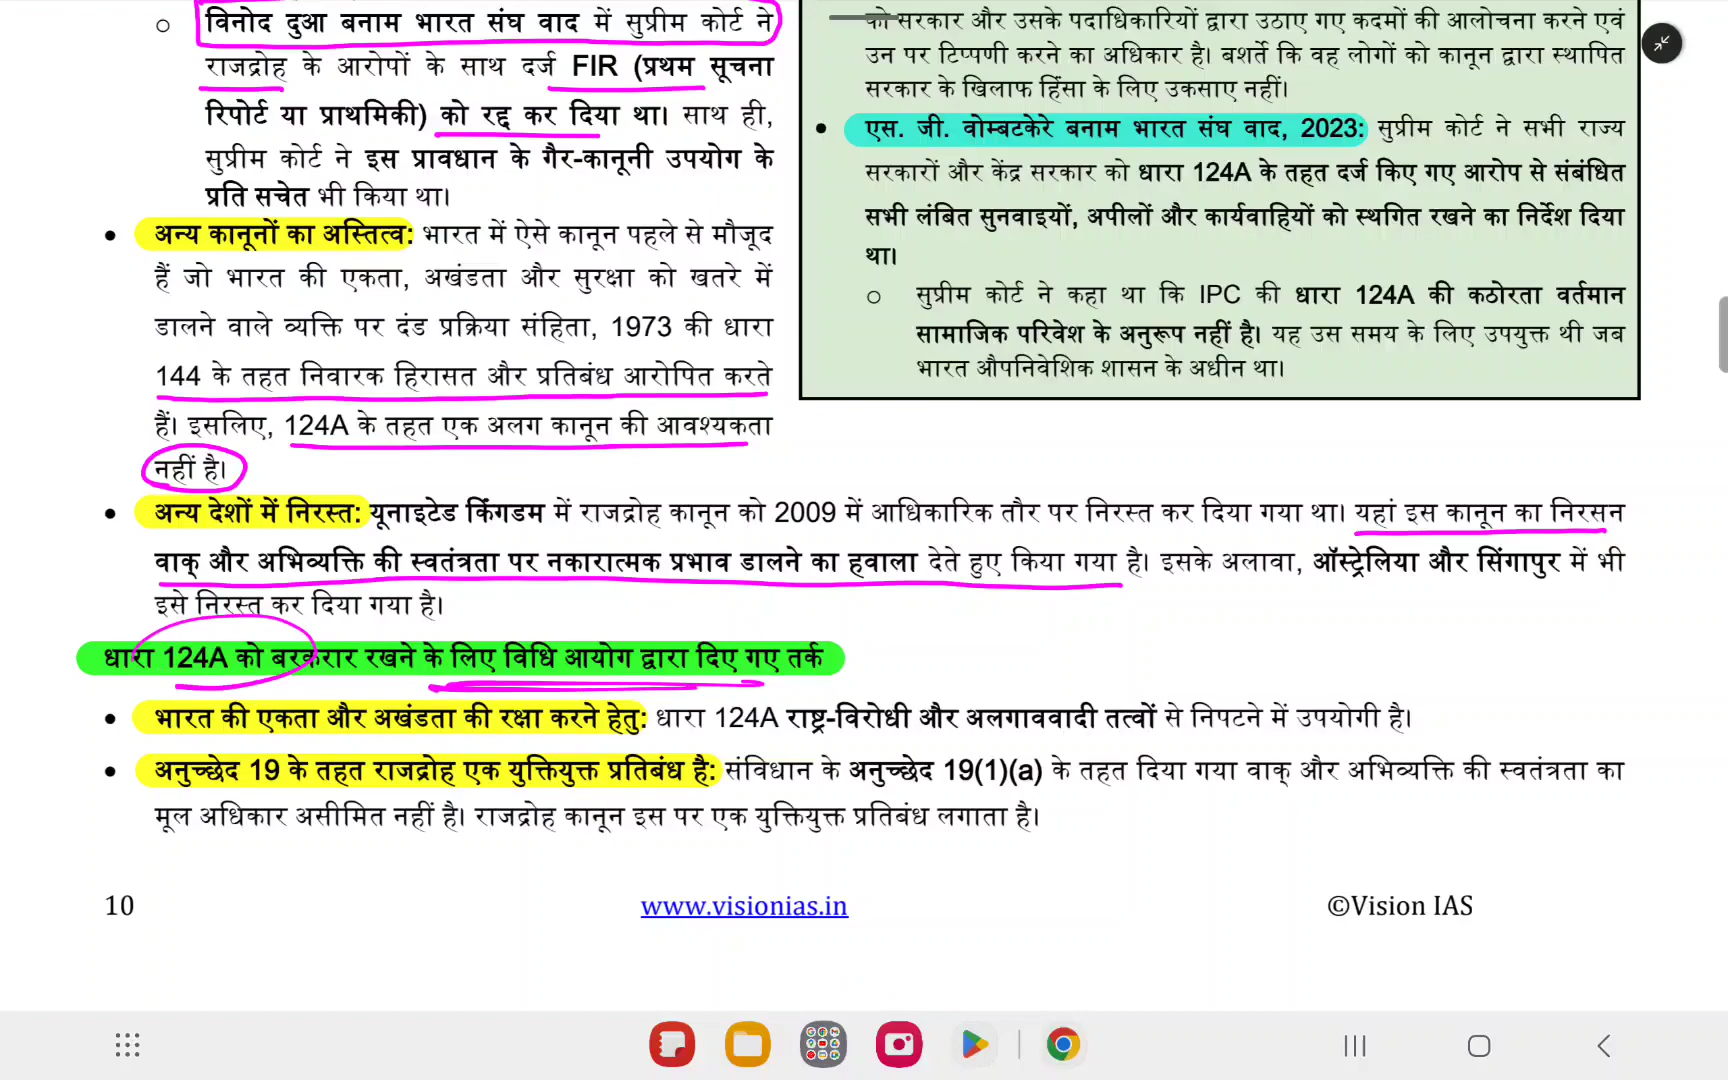 विनोद दुआ बनाम भारत संघ वाद में सुप्रीम कोर्ट ने
राजद्रोह के आरोपों के साथ दर्ज FIR (प्रथम सूचना
रिपोर्ट या प्राथमिकी) को रद्द कर दिया था। साथ ही,
सुप्रीम कोर्ट ने इस प्रावधान के गैर-कानूनी उपयोग के
प्रति सचेत भी किया था।
अन्य कानूनों का अस्तित्व: भारत में ऐसे कानून पहले से मौजूद
हैं जो भारत की एकता, अखंडता और सुरक्षा को खतरे में
डालने वाले व्यक्ति पर दंड प्रक्रिया संहिता, 1973 की धारा
144 के तहत निवारक हिरासत और प्रतिबंध आरोपित करते
हैं। इसलिए, 124A के तहत एक अलग कानून की आवश्यकता
नहीं है।
को सरकार और उसके पदाधिकारियों द्वारा उठाए गए कदमों की आलोचना करने एवं
उन पर टिप्पणी करने का अधिकार है। बशर्ते कि वह लोगों को कानून द्वारा स्थापित
सरकार के खिलाफ हिंसा के लिए उकसाए नहीं।
एस. जी. वोम्बटकेरे बनाम भारत संघ वाद, 2023: सुप्रीम कोर्ट ने सभी राज्य
सरकारों और केंद्र सरकार को धारा 124A के तहत दर्ज किए गए आरोप से संबंधित
सभी लंबित सुनवाइयों, अपीलों और कार्यवाहियों को स्थगित रखने का निर्देश दिया
था।
सुप्रीम कोर्ट ने कहा था कि IPC की धारा 124A की कठोरता वर्तमान
सामाजिक परिवेश के अनुरूप नहीं है। यह उस समय के लिए उपयुक्त थी जब
भारत औपनिवेशिक शासन के अधीन था।
अन्य देशों में निरस्त: यूनाइटेड किंगडम में राजद्रोह कानून को 2009 में आधिकारिक तौर पर निरस्त कर दिया गया था। यहां इस कानून का निरसन
वाक् और अभिव्यक्ति की स्वतंत्रता पर नकारात्मक प्रभाव डालने का हवाला देते हुए किया गया है। इसके अलावा, ऑस्ट्रेलिया और सिंगापुर में भी
इसे निरस्त कर दिया गया है।
धारा 124A को बरकरार रखने के लिए विधि आयोग द्वारा दिए गए तर्क
भारत की एकता और अखंडता की रक्षा करने हेतु: धारा 124A राष्ट्र-विरोधी और अलगाववादी तत्वों से निपटने में उपयोगी है।
अनुच्छेद 19 के तहत राजद्रोह एक युक्तियुक्त प्रतिबंध है: संविधान के अनुच्छेद 19(1)(a) के तहत दिया गया वाक् और अभिव्यक्ति की स्वतंत्रता का
मूल अधिकार असीमित नहीं है। राजद्रोह कानून इस पर एक युक्तियुक्त प्रतिबंध लगाता है।
10
www.visionias.in
©Vision IAS